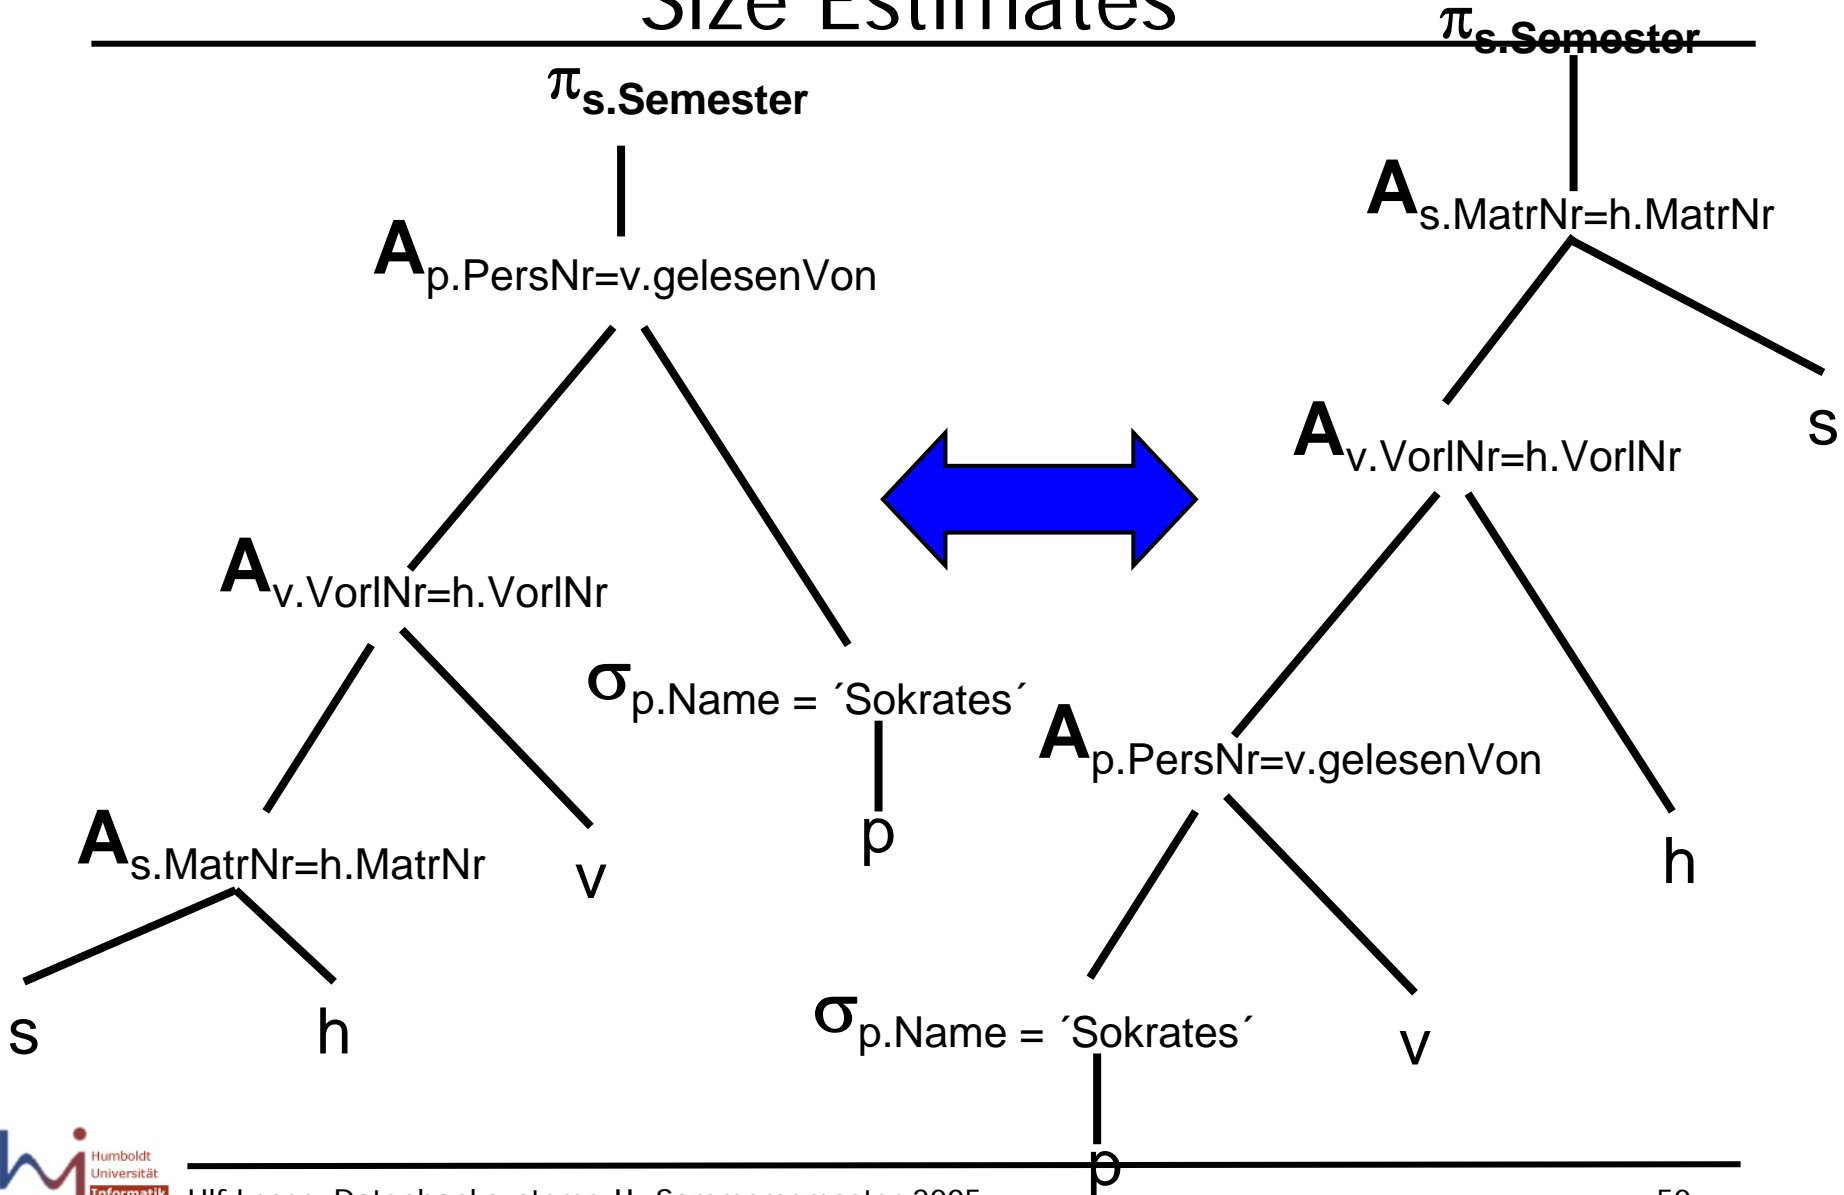 Size Estimates
πs.Semester
πs.Semester
As.MatrNr=h.MatrNr
Ap.PersNr=v.gelesenVon
s
Av.VorlNr=h.VorlNr
Av.VorlNr=h.VorlNr
σp.Name = ´Sokrates´
Ap.PersNr=v.gelesenVon
p
h
As.MatrNr=h.MatrNr
v
s
h
σp.Name = ´Sokrates´
v
p
Humboldt
Universität
Informatik